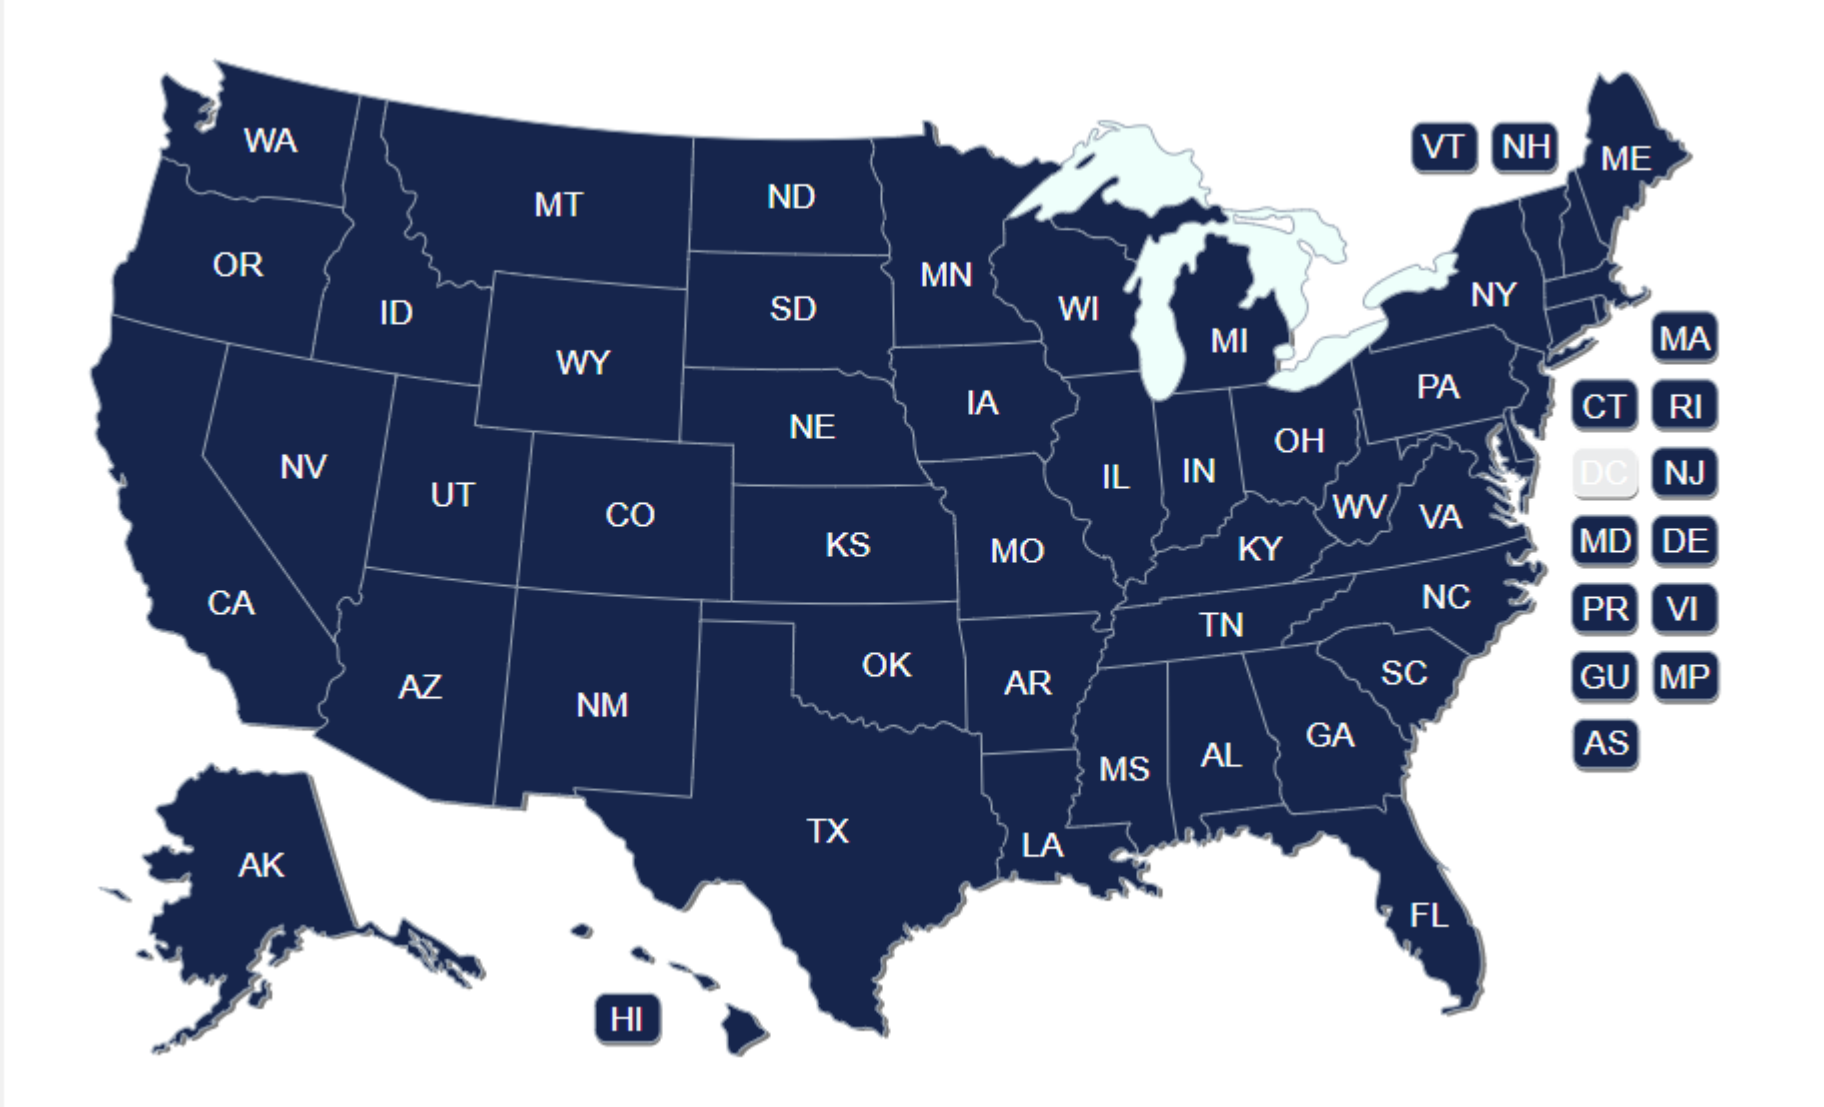 WA
MT
ND
VT NH
ME
OR
ID
MN
SD
WI
NY
MI
MA
WY
PA
NE
IA
CT RI
OH
NV
UT
IL
IN
DC NJ
CO
WV
VA
KS
MO
KY
MD DE
CA
NC
TN
PR VI
AZ
NM
OK
AR
SC
GU MP
GA
AS
MS
AL
TX
LA
AK
FL
HI